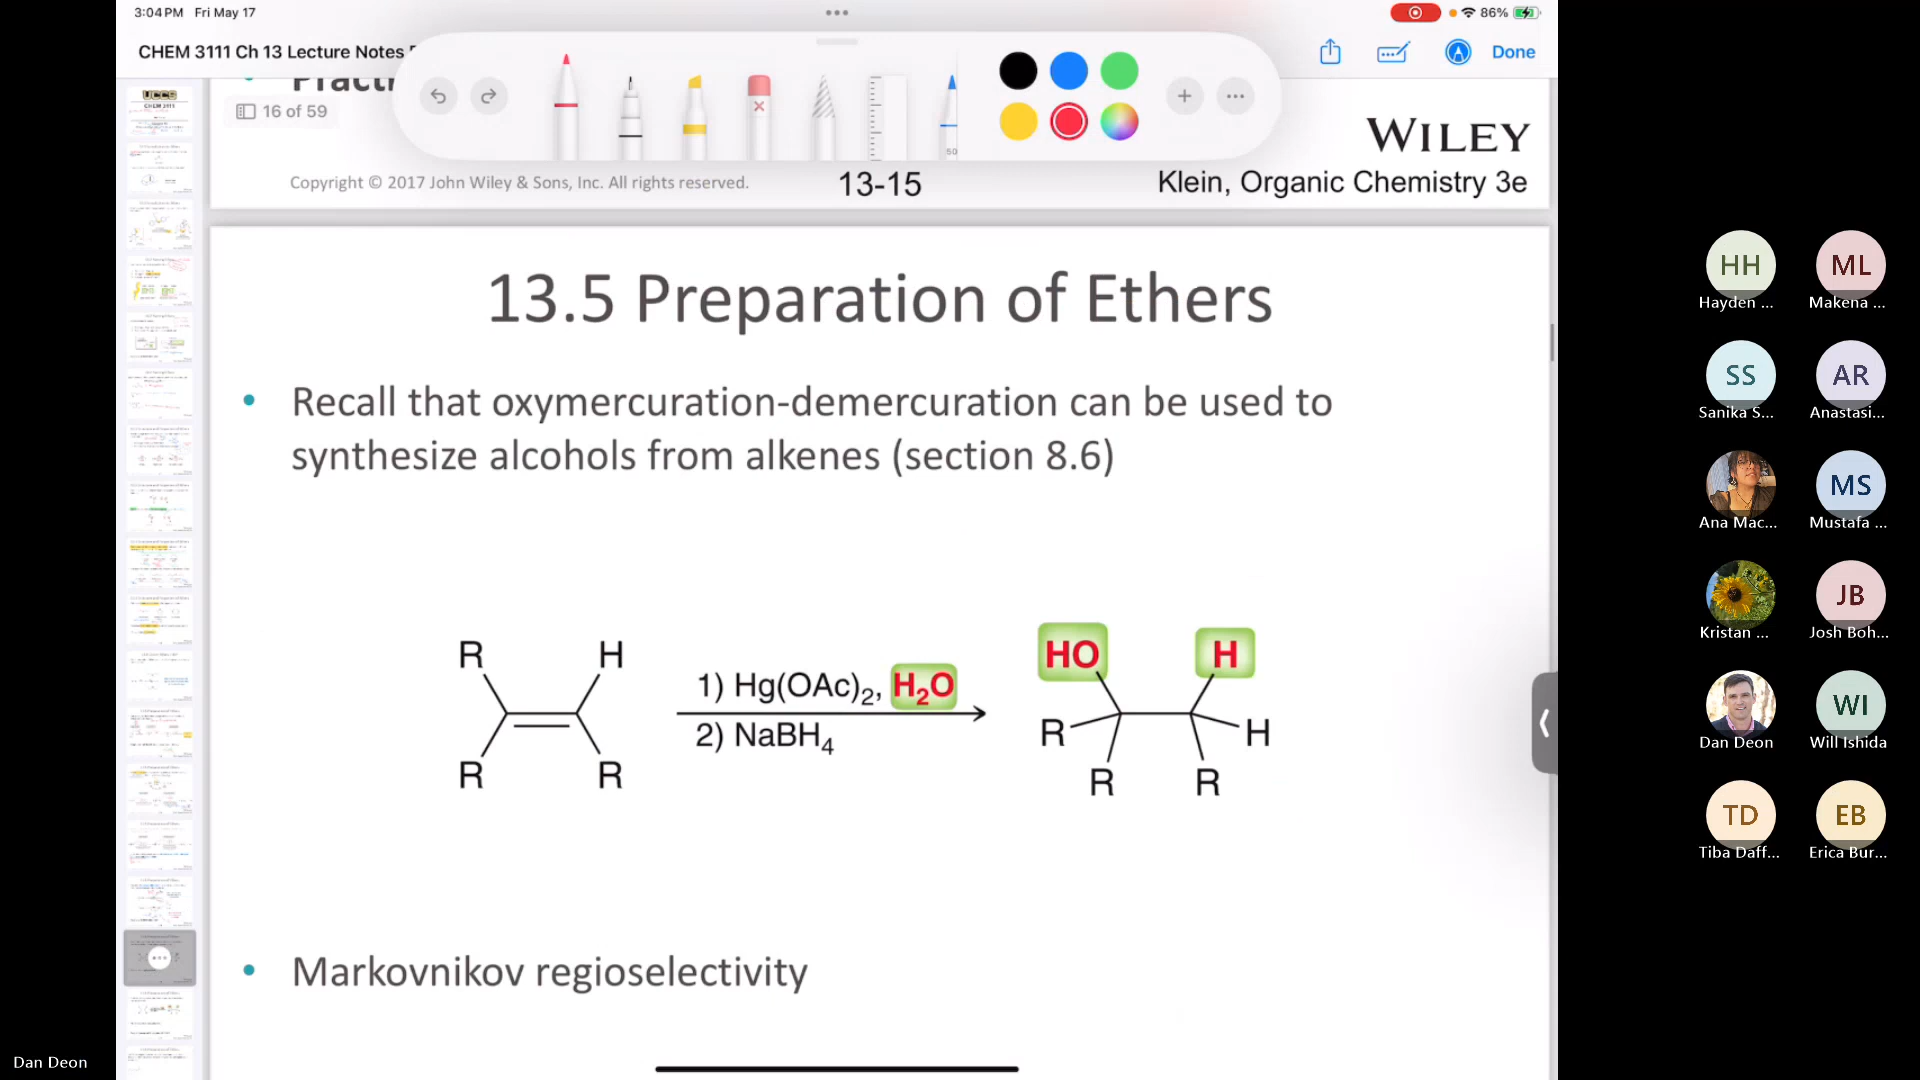 3:04 PM Fri May 17
86%
CHEM 3111 Ch 13 Lecture Notes
Done
16 of 59
50
WILEY
Copyright © 2017 John Wiley & Sons, Inc. All rights reserved.
13-15
Klein, Organic Chemistry 3e
13.5 Preparation of Ethers
• Recall that oxymercuration-demercuration can be used to
synthesize alcohols from alkenes (section 8.6)
R H
R R
1) Hg(OAc)₂, H₂O
2) NaBH₄
HO H
R H
R R
• Markovnikov regioselectivity
HH
Hayden ...
ML
Makena ...
SS
Sanika S...
AR
Anastasi...
Ana Mac...
MS
Mustafa ...
Kristan ...
JB
Josh Boh...
Dan Deon
WI
Will Ishida
TD
Tiba Daff...
EB
Erica Bur...
Dan Deon